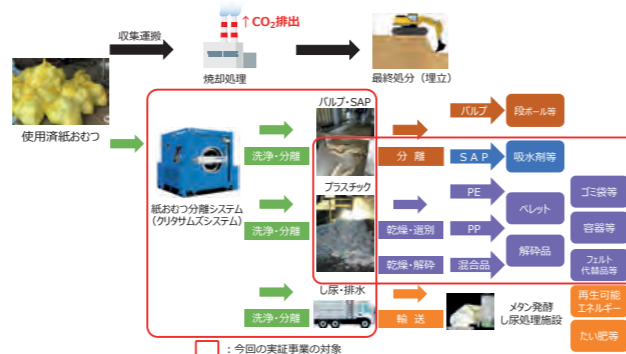 収集運搬
↑CO₂排出
焼却処理
最終処分(埋立)
使用済紙おむつ
紙おむつ分離システム
(クリタサムズシステム)
パルプ・SAP
洗浄・分離
分離
パルプ
段ボール等
SAP
吸水剤等
プラスチック
洗浄・分離
乾燥・選別
PE
PP
ペレット
ゴミ袋等
容器等
乾燥・解砕
混合品
解砕品
フェルト
代替品等
し尿・排水
洗浄・分離
輸送
メタン発酵
し尿処理施設
再生可能
エネルギー
たい肥等
:今回の実証事業の対象